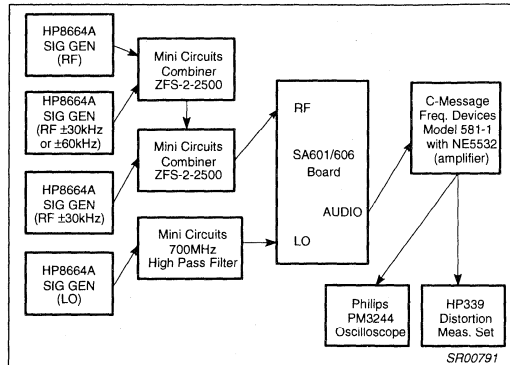 HP8664A
SIG GEN
(RF)
Mini Circuits
Combiner
ZFS-2-2500
HP8664A
SIG GEN
(RF ±30kHz
or ±60kHz)
Mini Circuits
Combiner
ZFS-2-2500
HP8664A
SIG GEN
(RF ±30kHz)
Mini Circuits
700MHz
High Pass Filter
HP8664A
SIG GEN
(LO)
RF
SA601/606
Board
AUDIO
LO
C-Message
Freq. Devices
Model 581-1
with NE5532
(amplifier)
Philips
PM3244
Oscilloscope
HP339
Distortion
Meas. Set
SR00791